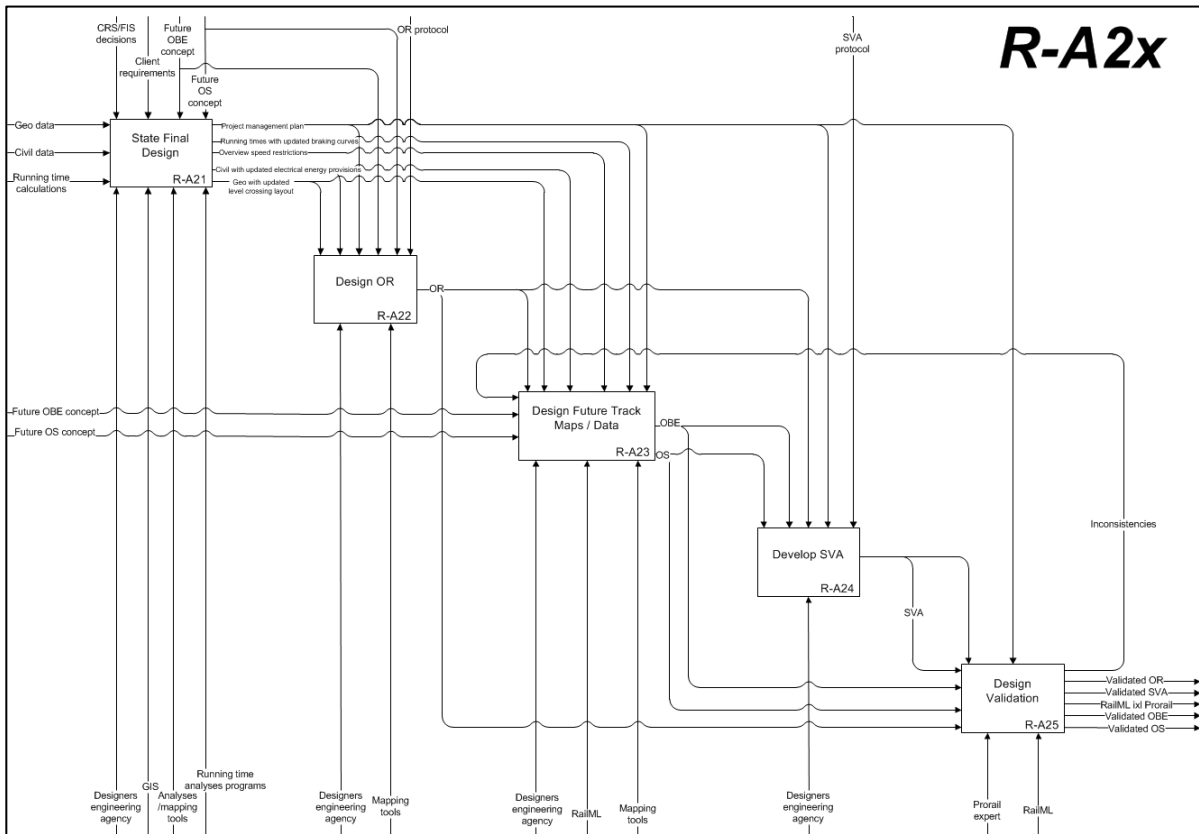 R-A2x
CRS/FIS
decisions
Client
requirements
Future
OBE
concept
Future
OS
concept
OR protocol
SVA
protocol
Geo data
Civil data
Running time
calculations
State Final
Design
R-A21
Project management plan
Running times with updated braking curves
Overview speed restrictions
Civil with updated electrical energy provisions
Geo with updated
level crossing layout
Design OR
R-A22
OR
Future OBE concept
Future OS concept
Design Future Track
Maps / Data
R-A23
OBE
OS
Develop SVA
R-A24
SVA
Inconsistencies
Design
Validation
R-A25
Validated OR
Validated SVA
RailML ixl Prorail
Validated OBE
Validated OS
Designers
engineering
agency
GIS
Analyses
/mapping
tools
Running time
analyses programs
Designers
engineering
agency
Mapping
tools
Designers
engineering
agency
RailML
Mapping
tools
Designers
engineering
agency
Prorail
expert
RailML